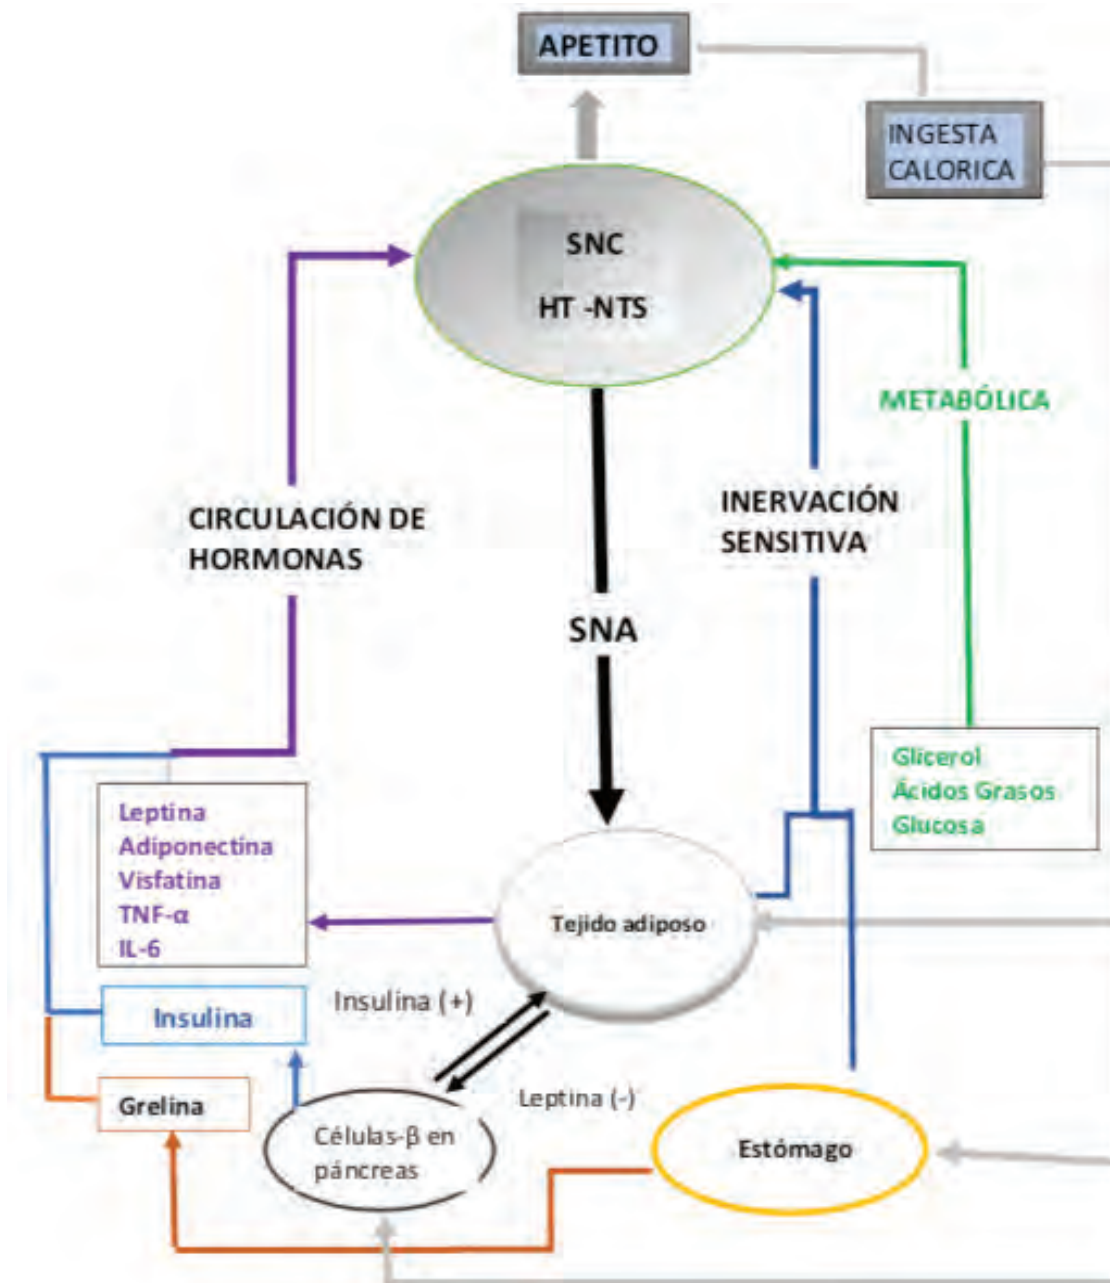 APETITO
INGESTA
CALORICA
SNC
HT -NTS
METABÓLICA
CIRCULACIÓN DE
HORMONAS
INERVACIÓN
SENSITIVA
SNA
Glicerol
Ácidos Grasos
Glucosa
Leptina
Adiponectina
Visfatina
TNF-α
IL-6
Tejido adiposo
Insulina (+)
Insulina
Leptina (-)
Grelina
Células-β en
páncreas
Estómago